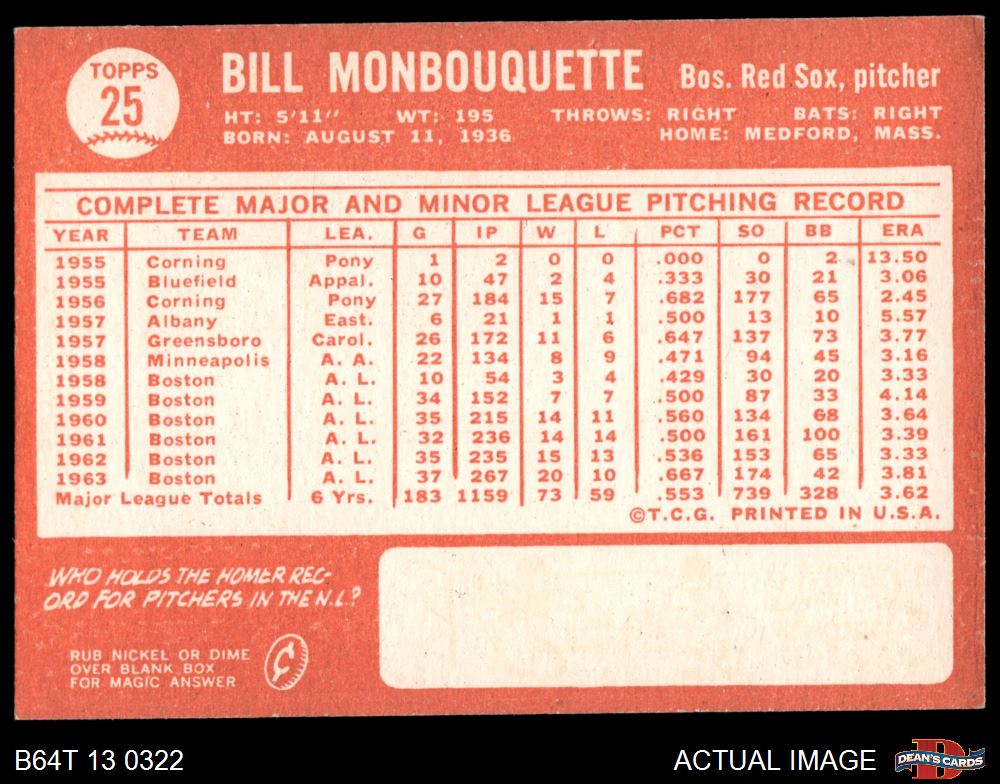 TOPPS
25
BILL MONBOUQUETTE Bos. Red Sox, pitcher
HT: 5'11" WT: 195 THROWS: RIGHT BATS: RIGHT
BORN: AUGUST 11, 1936 HOME: MEDFORD, MASS.
COMPLETE MAJOR AND MINOR LEAGUE PITCHING RECORD
YEAR TEAM LEA. G IP W L PCT SO BB ERA
1955 Corning Pony 1 2 0 0 .000 0 2 13.50
1955 Bluefield Appal. 10 47 2 4 .333 30 21 3.06
1956 Corning Pony 27 184 15 7 .682 177 65 2.45
1957 Albany East. 6 21 1 1 .500 13 10 5.57
1957 Greensboro Carol. 26 172 11 6 .647 137 73 3.77
1958 Minneapolis A. A. 22 134 8 9 .471 94 45 3.16
1958 Boston A. L. 10 54 3 4 .429 30 20 3.33
1959 Boston A. L. 34 152 7 7 .500 87 33 4.14
1960 Boston A. L. 35 215 14 11 .560 134 68 3.64
1961 Boston A. L. 32 236 14 14 .500 161 100 3.39
1962 Boston A. L. 35 235 15 13 .536 153 65 3.33
1963 Boston A. L. 37 267 20 10 .667 174 42 3.81
Major League Totals 6 Yrs. 183 1159 73 59 .553 739 328 3.62
©T.C.G. PRINTED IN U.S.A.
WHO HOLDS THE HOMER REC-
ORD FOR PITCHERS IN THE N.L.?
RUB NICKEL OR DIME
OVER BLANK BOX
FOR MAGIC ANSWER
¢
B64T 13 0322 ACTUAL IMAGE
D
DEAN'S CARDS